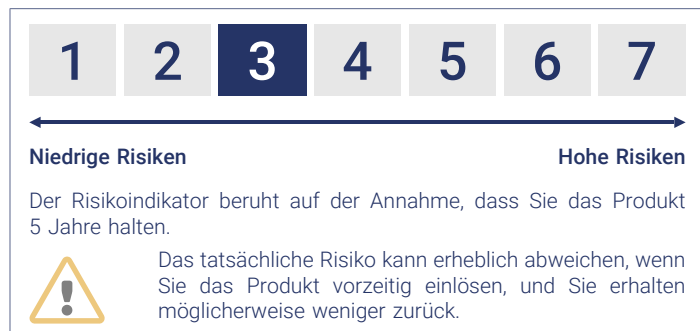 1 2 3 4 5 6 7
Niedrige Risiken Hohe Risiken
Der Risikoindikator beruht auf der Annahme, dass Sie das Produkt
5 Jahre halten.
Das tatsächliche Risiko kann erheblich abweichen, wenn
Sie das Produkt vorzeitig einlösen, und Sie erhalten
möglicherweise weniger zurück.